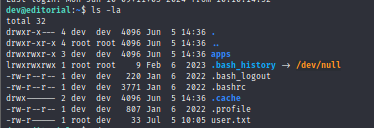 dev@editorial:~$ ls -la
total 32
drwxr-x--- 4 dev  dev  4096 Jun  5 14:36 .
drwxr-xr-x 4 root root 4096 Jun  5 14:36 ..
drwxrwxr-x 3 dev  dev  4096 Jun  5 14:36 apps
lrwxrwxrwx 1 root root    9 Feb  6  2023 .bash_history → /dev/null
-rw-r--r-- 1 dev  dev   220 Jan  6  2022 .bash_logout
-rw-r--r-- 1 dev  dev  3771 Jan  6  2022 .bashrc
drwx------ 2 dev  dev  4096 Jun  5 14:36 .cache
-rw-r--r-- 1 dev  dev   807 Jan  6  2022 .profile
-rw-r----- 1 root dev    33 Jul  5 10:05 user.txt